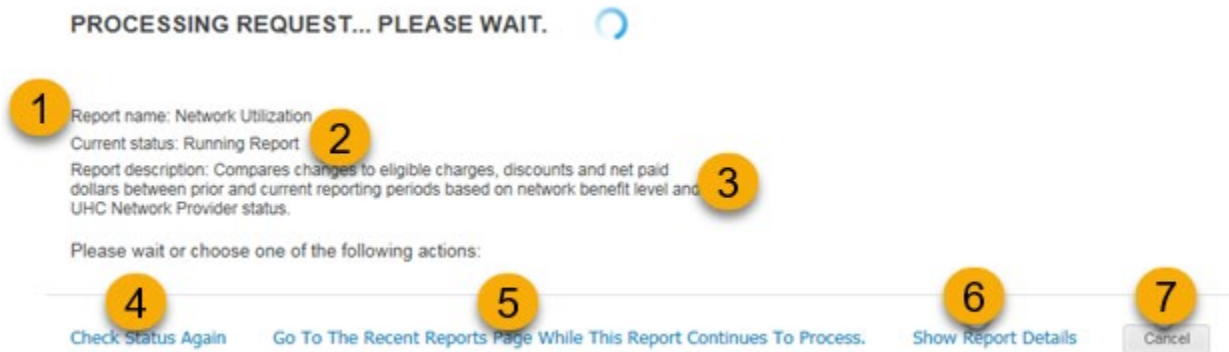 PROCESSING REQUEST... PLEASE WAIT.
1
Report name: Network Utilization
2
Current status: Running Report
Report description: Compares changes to eligible charges, discounts and net paid
3
dollars between prior and current reporting periods based on network benefit level and
UHC Network Provider status.
Please wait or choose one of the following actions:
4 5 6 7
Check Status Again Go To The Recent Reports Page While This Report Continues To Process. Show Report Details Cancel